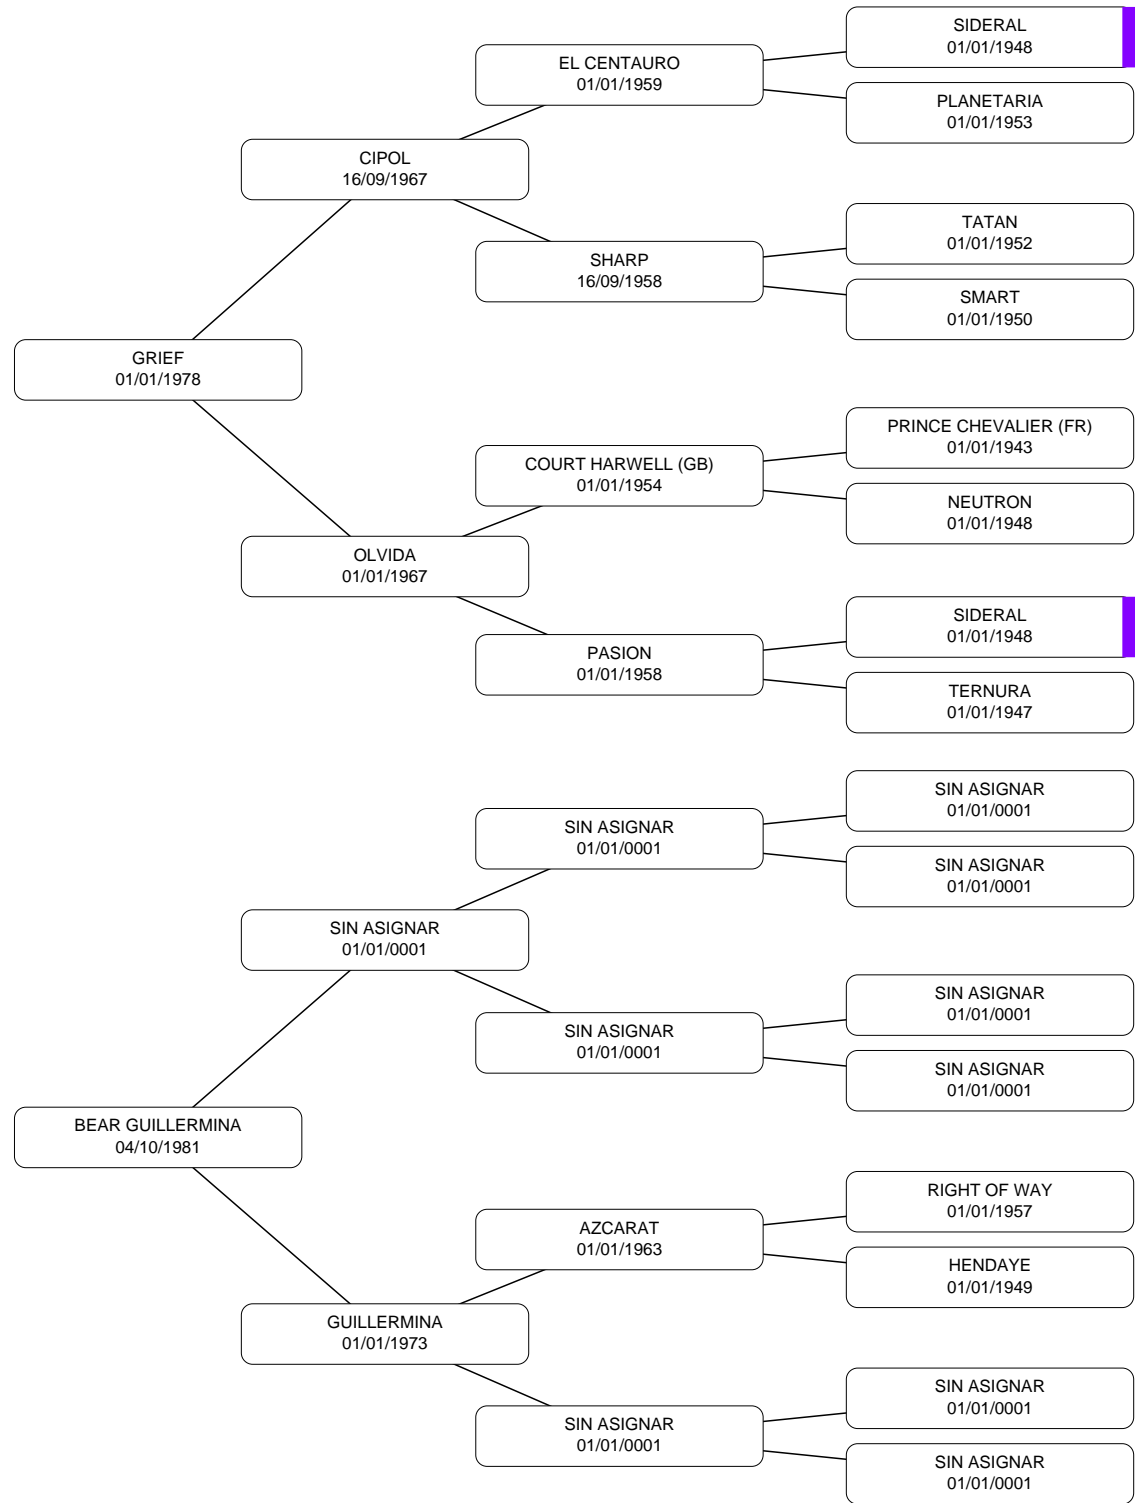 SIDERAL
01/01/1948
EL CENTAURO
01/01/1959
PLANETARIA
01/01/1953
CIPOL
16/09/1967
TATAN
01/01/1952
SHARP
16/09/1958
SMART
01/01/1950
GRIEF
01/01/1978
PRINCE CHEVALIER (FR)
01/01/1943
COURT HARWELL (GB)
01/01/1954
NEUTRON
01/01/1948
OLVIDA
01/01/1967
SIDERAL
01/01/1948
PASION
01/01/1958
TERNURA
01/01/1947
SIN ASIGNAR
01/01/0001
SIN ASIGNAR
01/01/0001
SIN ASIGNAR
01/01/0001
SIN ASIGNAR
01/01/0001
SIN ASIGNAR
01/01/0001
SIN ASIGNAR
01/01/0001
SIN ASIGNAR
01/01/0001
BEAR GUILLERMINA
04/10/1981
RIGHT OF WAY
01/01/1957
AZCARAT
01/01/1963
HENDAYE
01/01/1949
GUILLERMINA
01/01/1973
SIN ASIGNAR
01/01/0001
SIN ASIGNAR
01/01/0001
SIN ASIGNAR
01/01/0001